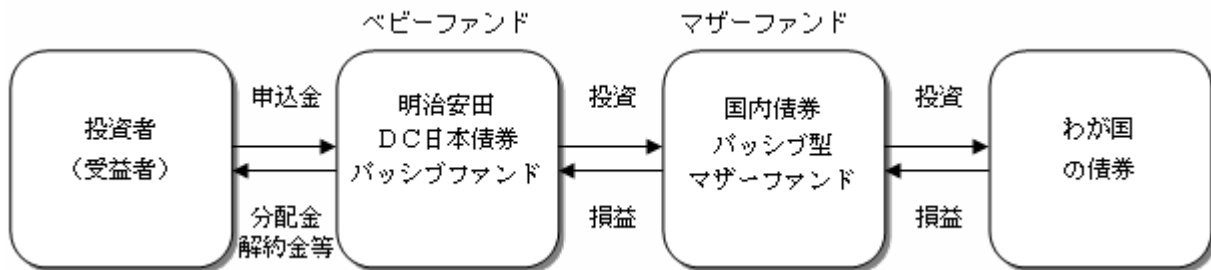 ベビーファンド
マザーファンド
投資者
(受益者)
申込金
分配金
解約金等
明治安田
DC日本債券
パッシブファンド
投資
損益
国内債券
パッシブ型
マザーファンド
投資
損益
わが国
の債券